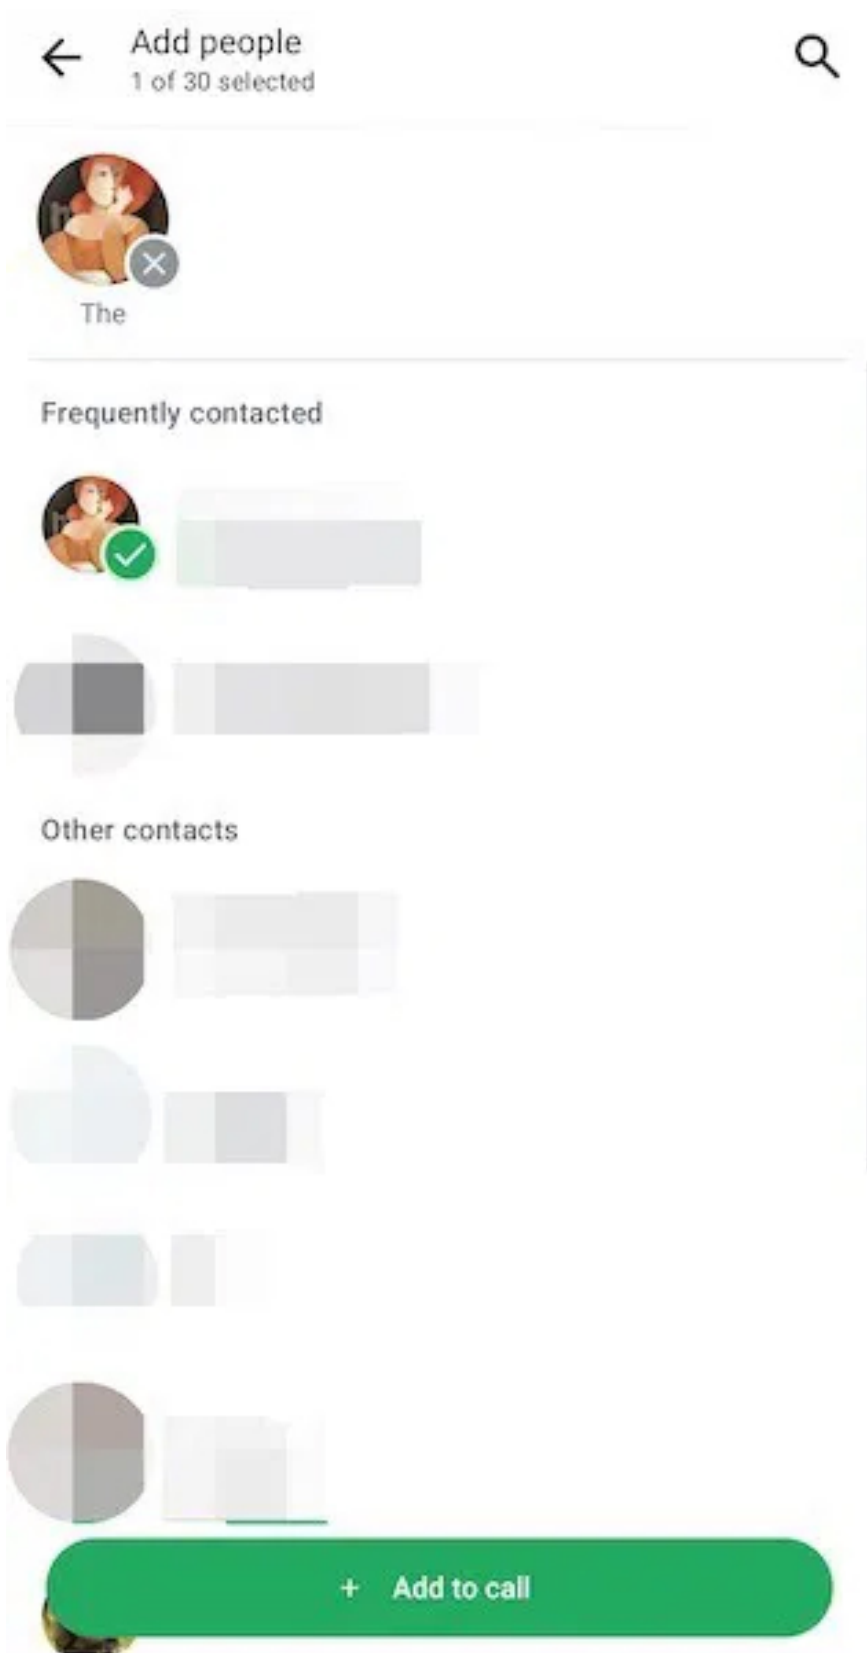 Add people
1 of 30 selected
The
Frequently contacted
Other contacts
+ Add to call